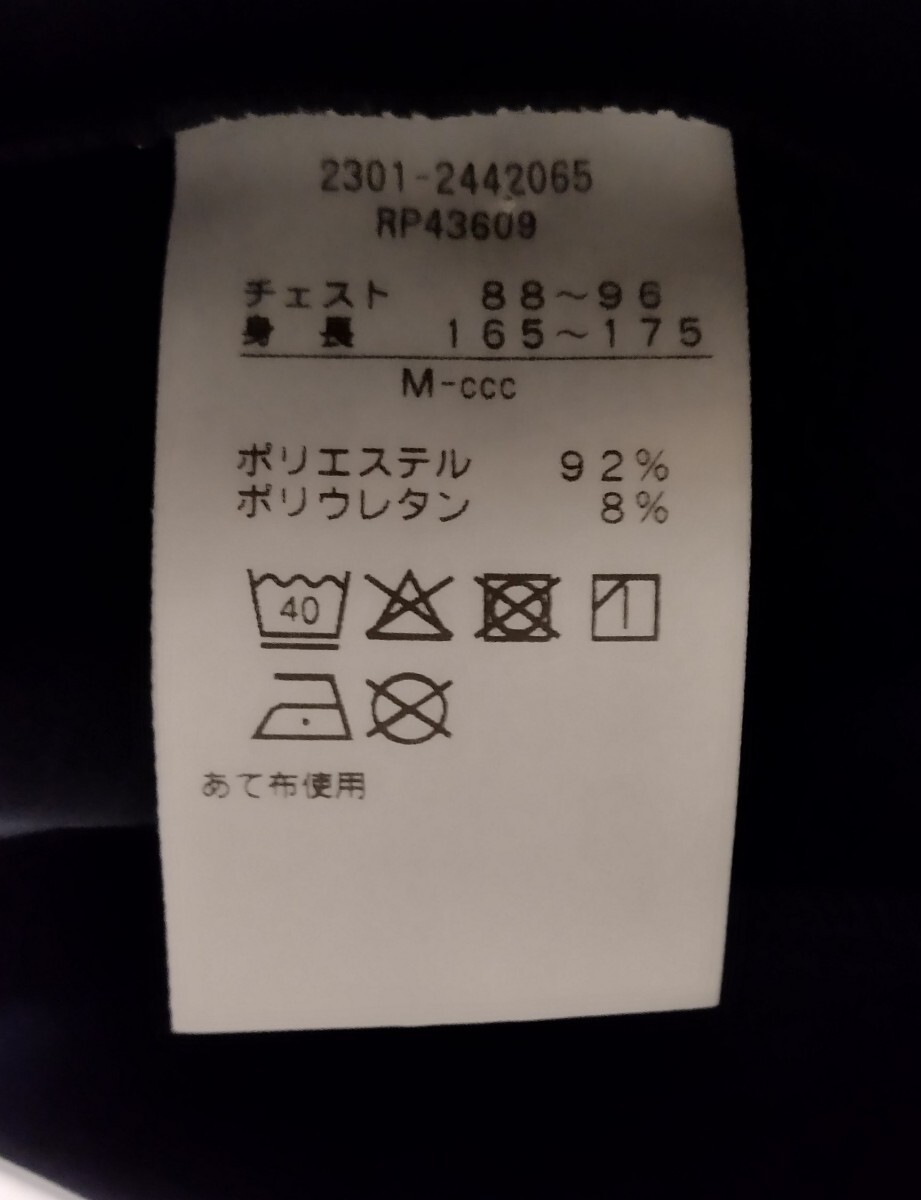 2301-2442065
RP43609
チェスト 88～96
身長 165～175
M-ccc
ポリエステル 92%
ポリウレタン 8%
40
あて布使用